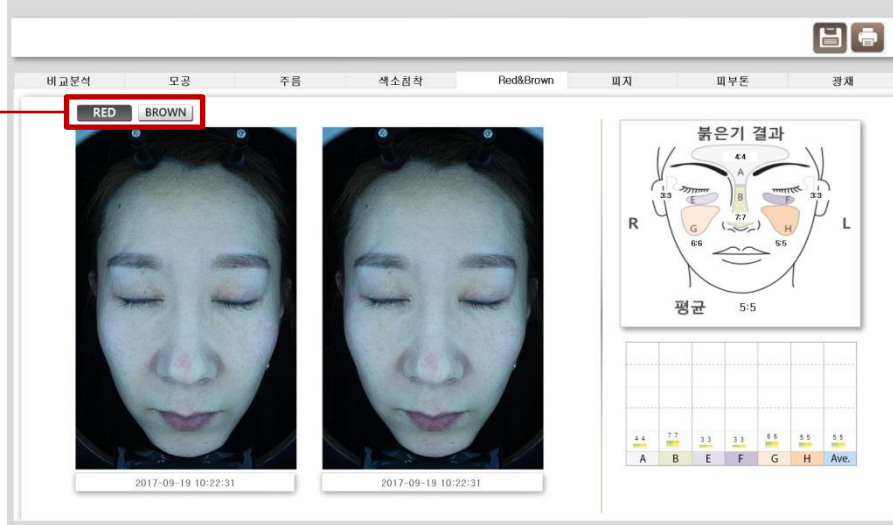 비교분석 모공 주름 색소침착 Red&Brown 피지 피부톤 광채
RED BROWN
2017-09-19 10:22:31
2017-09-19 10:22:31
붉은기 결과
4:4
A
3:3 3:3
E B F
7:7
R L
G H
6:6 5:5
평균 5:5
4 4 7 7 3 3 3 3 6 6 5 5 5 5
A B E F G H Ave.